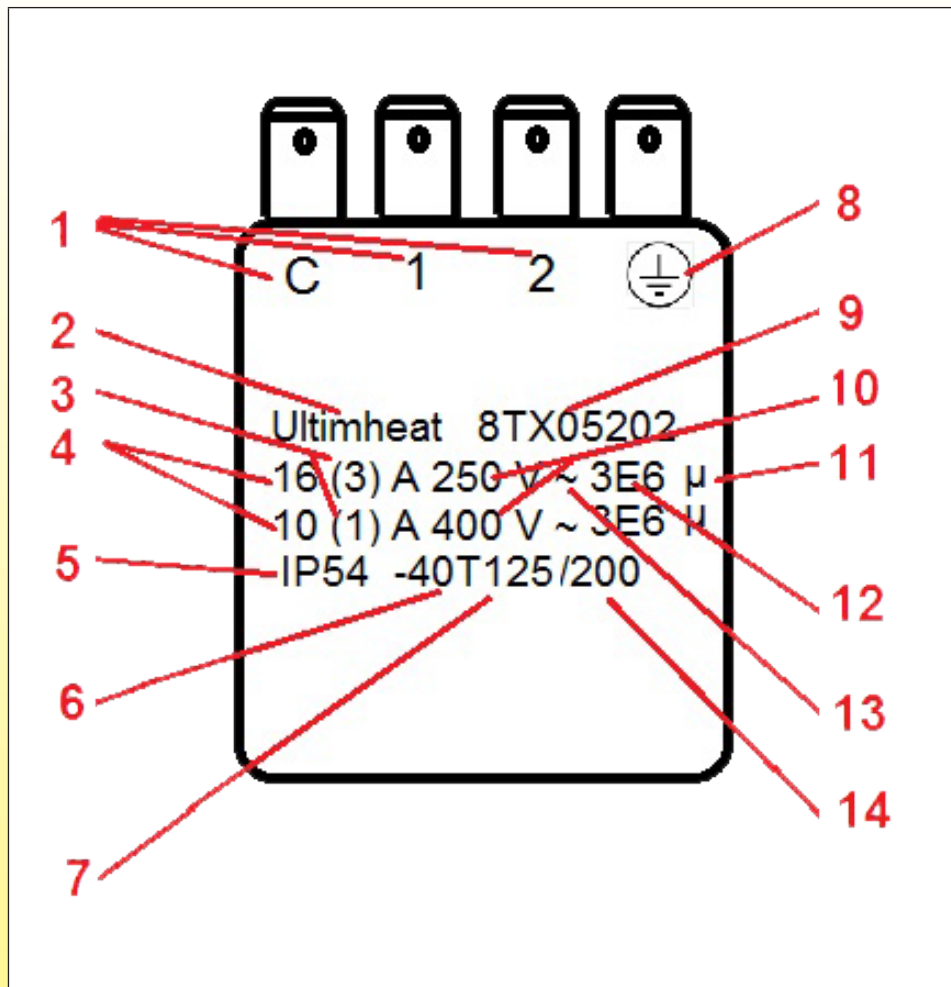 1 C 1 2 8
2 9
3 10
Ultimheat 8TX05202
4 16 (3) A 250 V ~ 3E6 µ 11
10 (1) A 400 V ~ 3E6 µ
5 IP54 -40T125/200
12
6 13
14
7